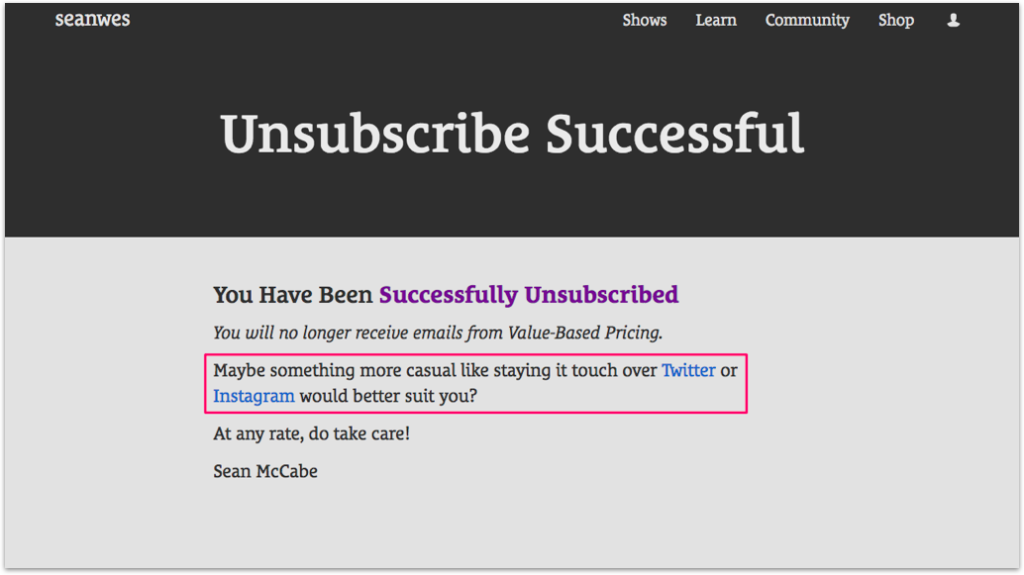 seanwes
Shows Learn Community Shop
Unsubscribe Successful
You Have Been Successfully Unsubscribed
You will no longer receive emails from Value-Based Pricing.
Maybe something more casual like staying it touch over Twitter or
Instagram would better suit you?
At any rate, do take care!
Sean McCabe